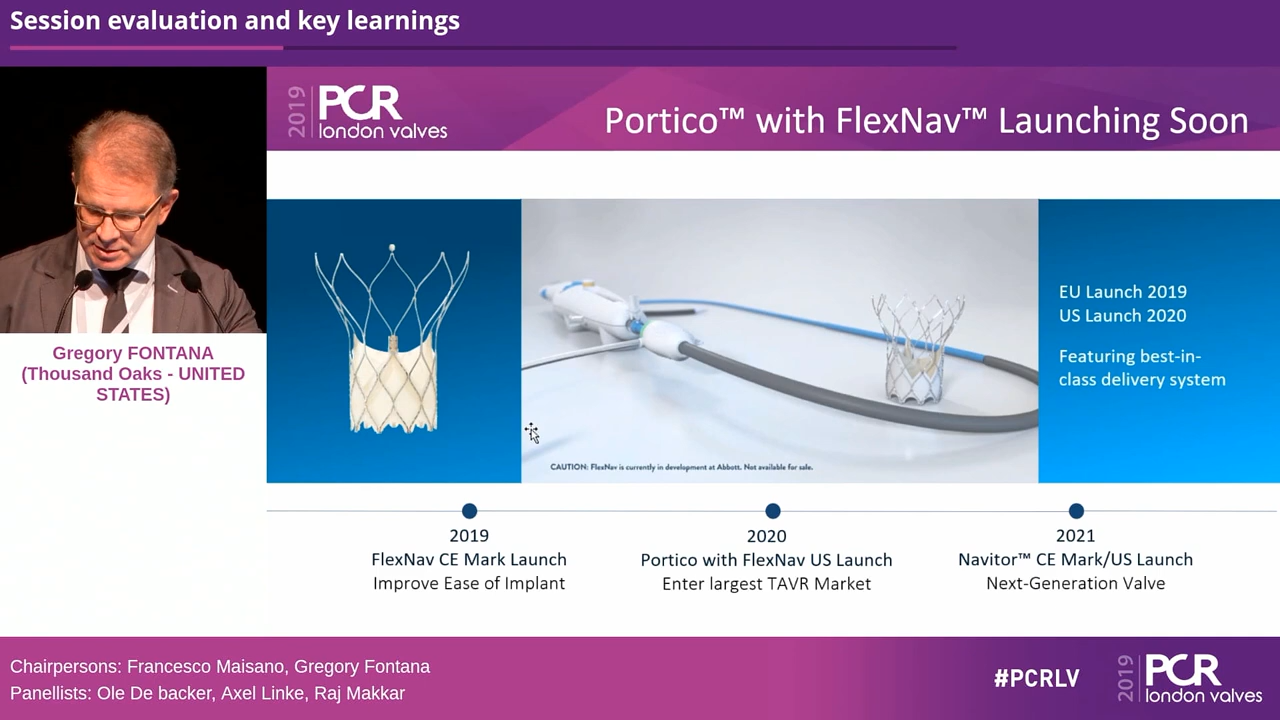 Session evaluation and key learnings
2019
PCR
london valves
Portico™ with FlexNav™ Launching Soon
Gregory FONTANA
(Thousand Oaks - UNITED
STATES)
EU Launch 2019
US Launch 2020
Featuring best-in-
class delivery system
CAUTION: FlexNav is currently in development at Abbott. Not available for sale.
2019
FlexNav CE Mark Launch
Improve Ease of Implant
2020
Portico with FlexNav US Launch
Enter largest TAVR Market
2021
Navitor™ CE Mark/US Launch
Next-Generation Valve
Chairpersons: Francesco Maisano, Gregory Fontana
Panellists: Ole De backer, Axel Linke, Raj Makkar
#PCRLV
2019
PCR
london valves